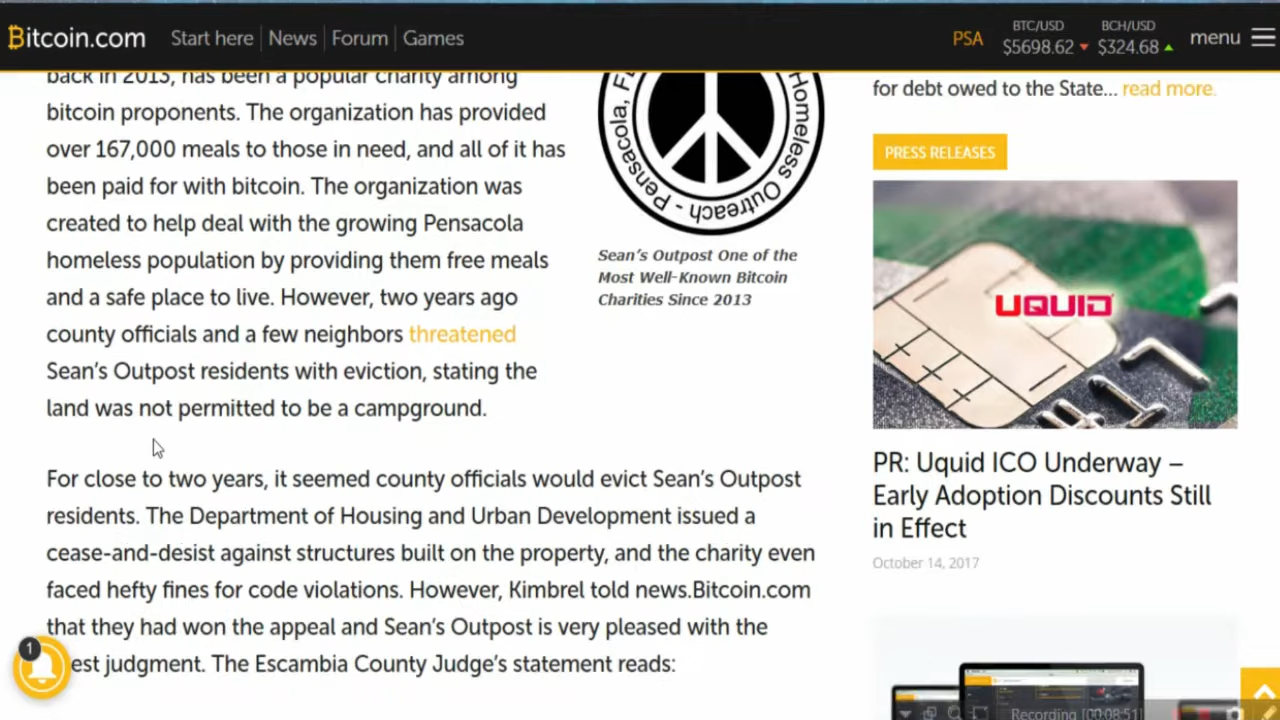 Bitcoin.com
Start here
News
Forum
Games
PSA
BTC/USD
$5698.62
BCH/USD
$324.68
menu
back in 2013, has been a popular charity among
bitcoin proponents. The organization has provided
over 167,000 meals to those in need, and all of it has
been paid for with bitcoin. The organization was
created to help deal with the growing Pensacola
homeless population by providing them free meals
and a safe place to live. However, two years ago
county officials and a few neighbors threatened
Sean's Outpost residents with eviction, stating the
land was not permitted to be a campground.
Pensacola, - Homeless Outreach
Sean's Outpost One of the
Most Well-Known Bitcoin
Charities Since 2013
For close to two years, it seemed county officials would evict Sean's Outpost
residents. The Department of Housing and Urban Development issued a
cease-and-desist against structures built on the property, and the charity even
faced hefty fines for code violations. However, Kimbrel told news.Bitcoin.com
that they had won the appeal and Sean's Outpost is very pleased with the
judgment. The Escambia County Judge's statement reads:
1
for debt owed to the State... read more.
PRESS RELEASES
UQUID
PR: Uquid ICO Underway –
Early Adoption Discounts Still
in Effect
October 14, 2017
Recording [00:08:51]